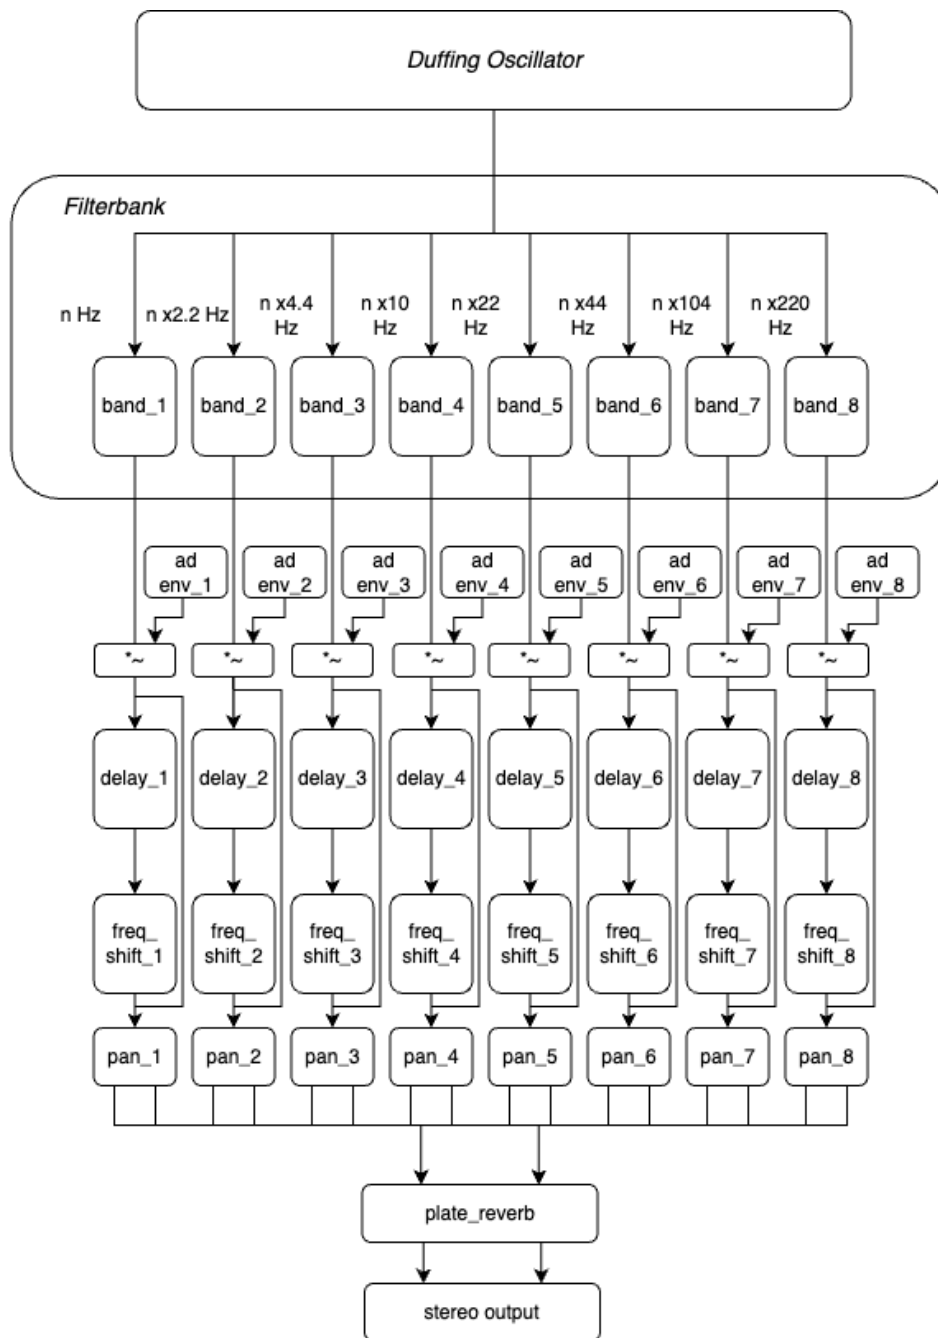 Duffing Oscillator
Filterbank
n Hz
n x2.2 Hz
n x4.4
Hz
n x10
Hz
n x22
Hz
n x44
Hz
n x104
Hz
n x220
Hz
band_1
band_2
band_3
band_4
band_5
band_6
band_7
band_8
ad
env_1
ad
env_2
ad
env_3
ad
env_4
ad
env_5
ad
env_6
ad
env_7
ad
env_8
*~
*~
*~
*~
*~
*~
*~
*~
delay_1
delay_2
delay_3
delay_4
delay_5
delay_6
delay_7
delay_8
freq_
shift_1
freq_
shift_2
freq_
shift_3
freq_
shift_4
freq_
shift_5
freq_
shift_6
freq_
shift_7
freq_
shift_8
pan_1
pan_2
pan_3
pan_4
pan_5
pan_6
pan_7
pan_8
plate_reverb
stereo output